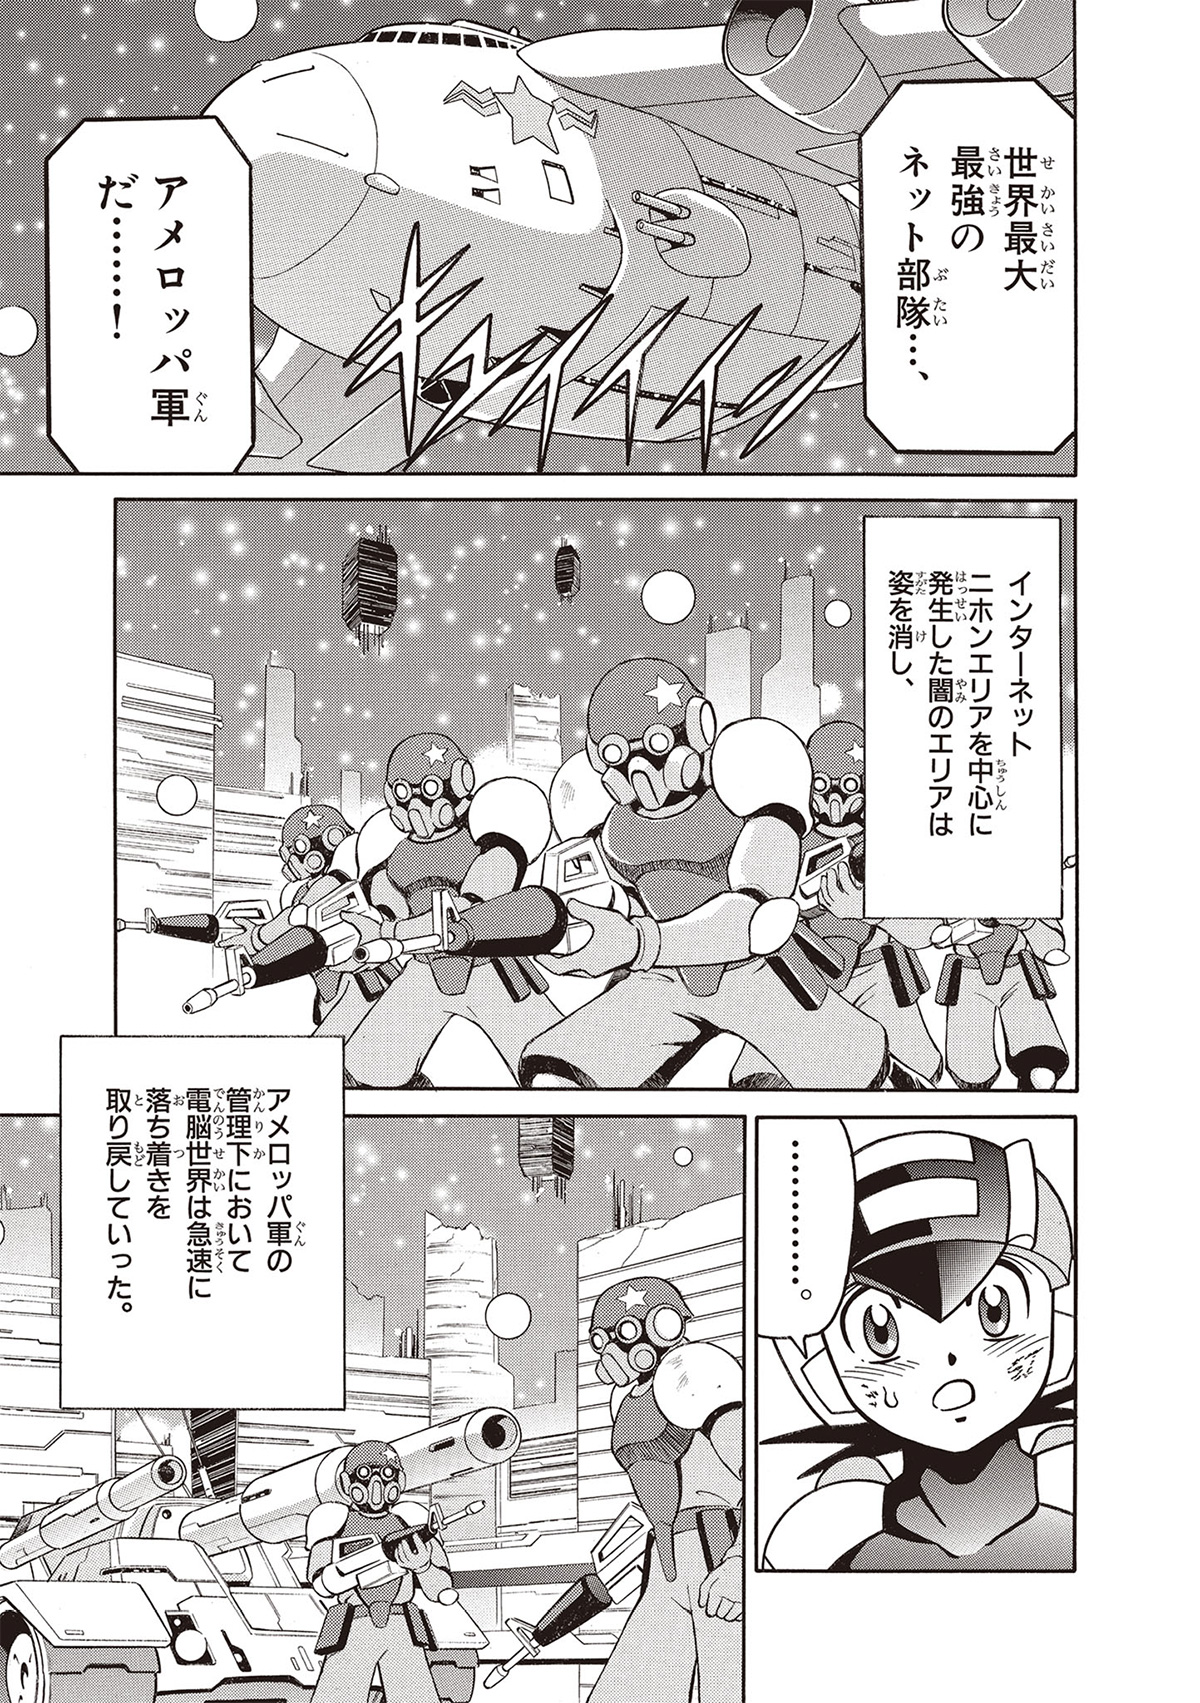 世界最大
最強の
ネット部隊…、
アメロッパ軍
だ……！
ギュイイイイン
インターネット
ニホンエリアを中心に
発生した闇のエリアは
姿を消し、
………。
アメロッパ軍の
管理下において
電脳世界は急速に
落ち着きを
取り戻していった。